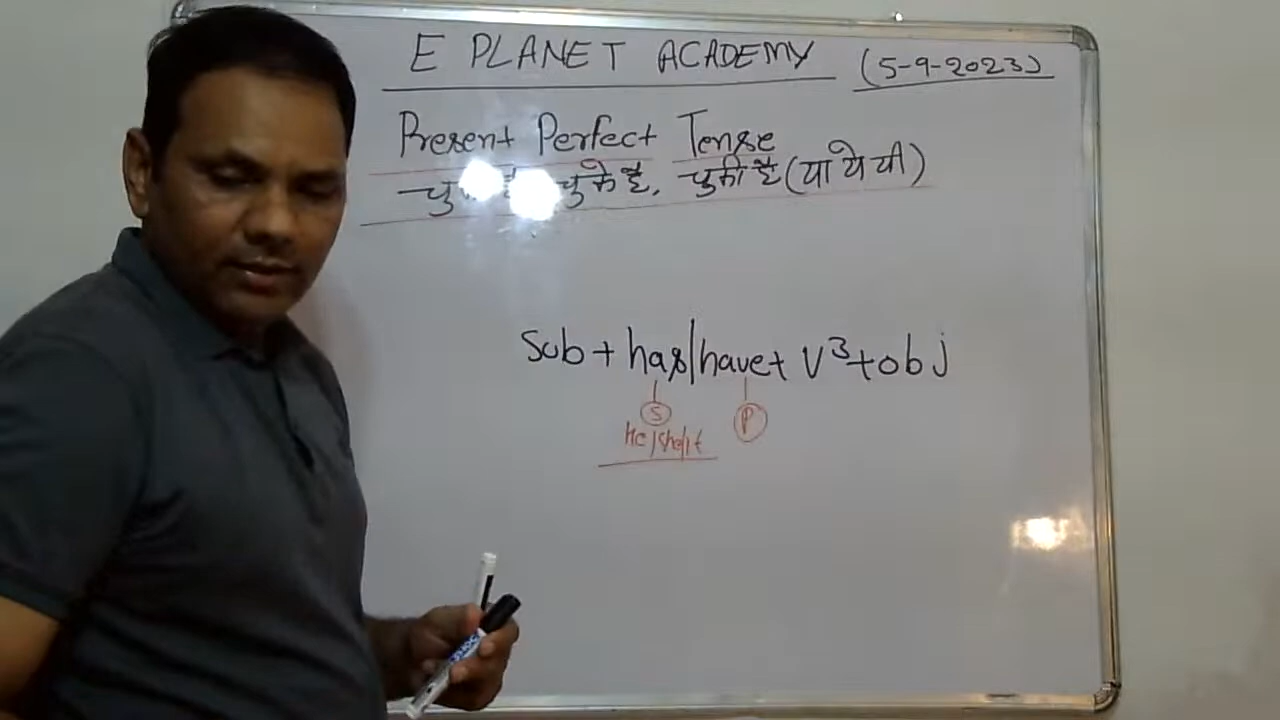 E PLANET ACADEMY (5-9-2023)
Present Perfect Tense
चुके है, चुकी है (या ये यी)
Sub + has/have + V3 + obj
S P
he/she/it